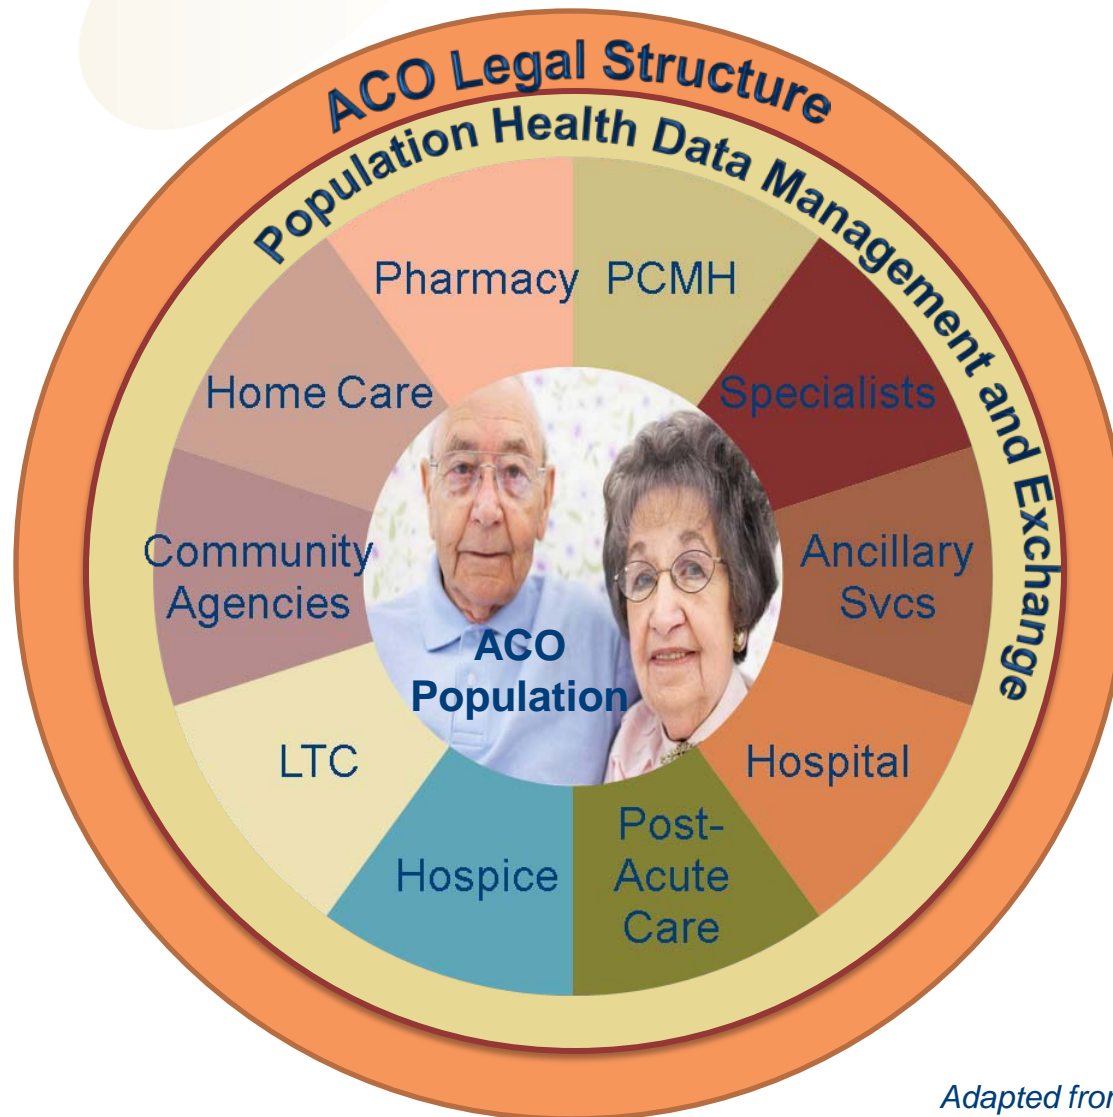 ACO Legal Structure
Population Health Data Management and Exchange
Pharmacy
PCMH
Specialists
Ancillary
Svcs
Hospital
Post-
Acute
Care
Hospice
LTC
Community
Agencies
Home Care
ACO
Population
Adapted from